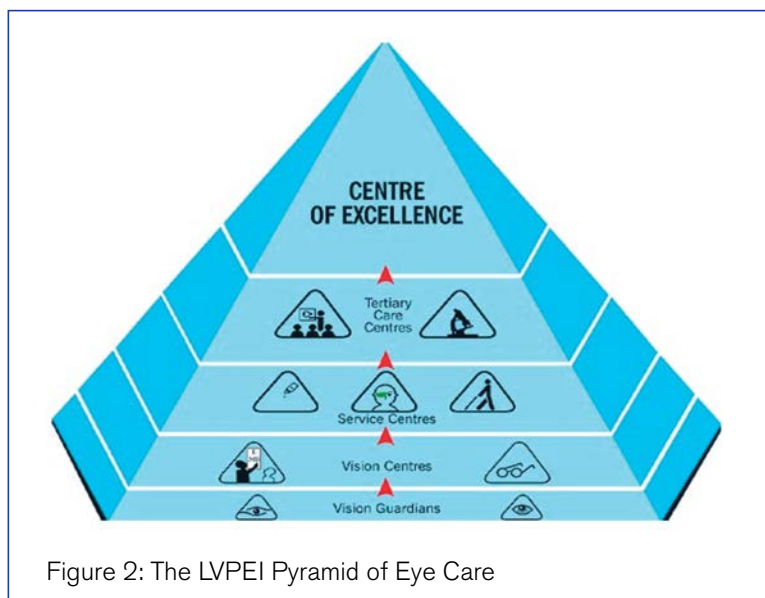 CENTRE
OF EXCELLENCE
Tertiary
Care
Centres
Service Centres
Vision Centres
Vision Guardians
Figure 2: The LVPEI Pyramid of Eye Care